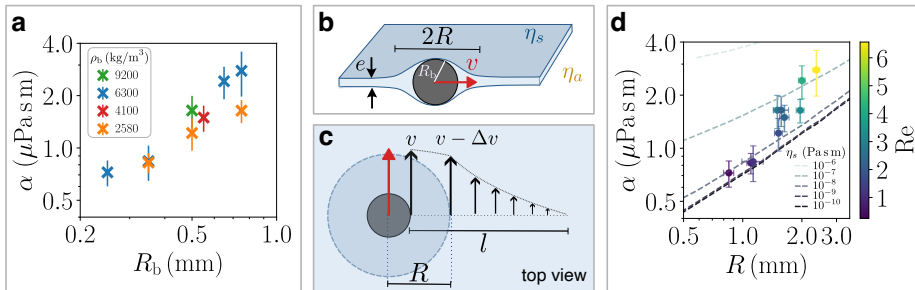 a
α (μPa s m)
4.0
2.0
1.0
0.5
ρb (kg/m³)
9200
6300
4100
2580
0.2
0.5
1.0
Rb (mm)
b
2R
ηs
e
Rb
v
ηa
c
v
v − Δv
l
R
top view
d
α (μPa s m)
4.0
2.0
1.0
0.5
ηs (Pa s m)
10⁻⁶
10⁻⁷
10⁻⁸
10⁻⁹
10⁻¹⁰
0.5
1.0
2.0 3.0
R (mm)
6
5
4
3
2
1
Re